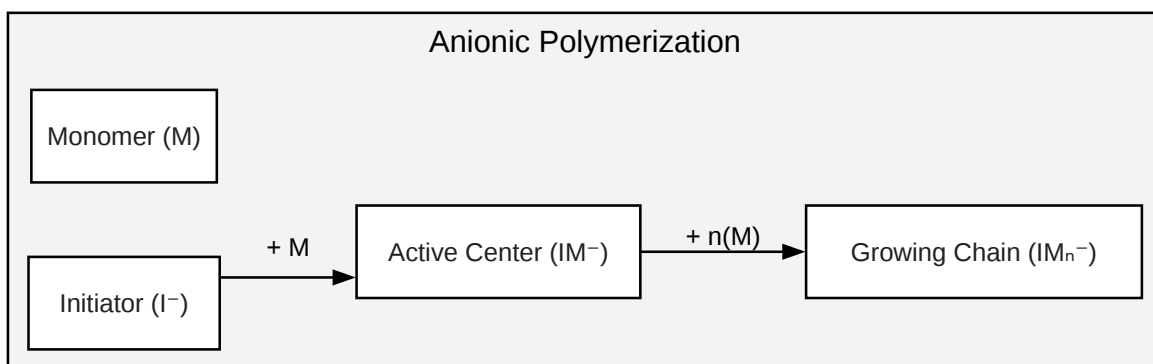 Anionic Polymerization
Monomer (M)
+ M
Active Center (IM⁻)
+ n(M)
Growing Chain (IMₙ⁻)
Initiator (I⁻)